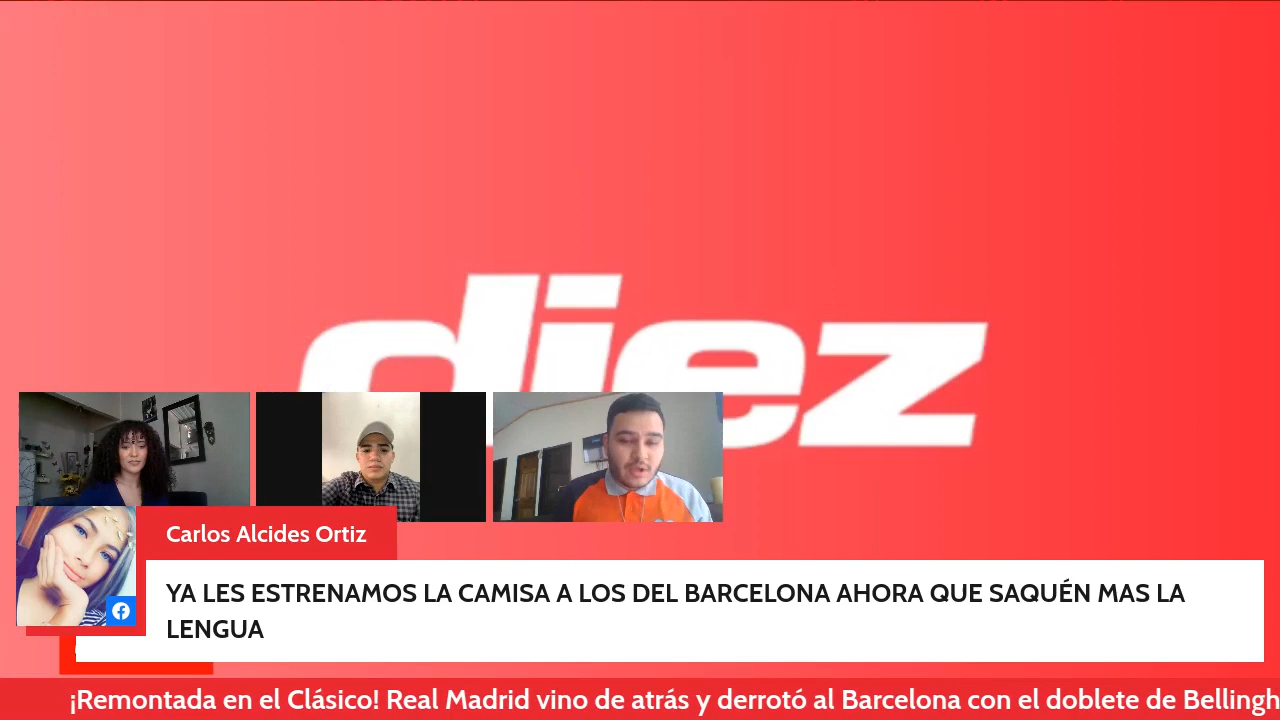 diez
Carlos Alcides Ortiz
YA LES ESTRENAMOS LA CAMISA A LOS DEL BARCELONA AHORA QUE SAQUÉN MAS LA
LENGUA
¡Remontada en el Clásico! Real Madrid vino de atrás y derrotó al Barcelona con el doblete de Bellingh